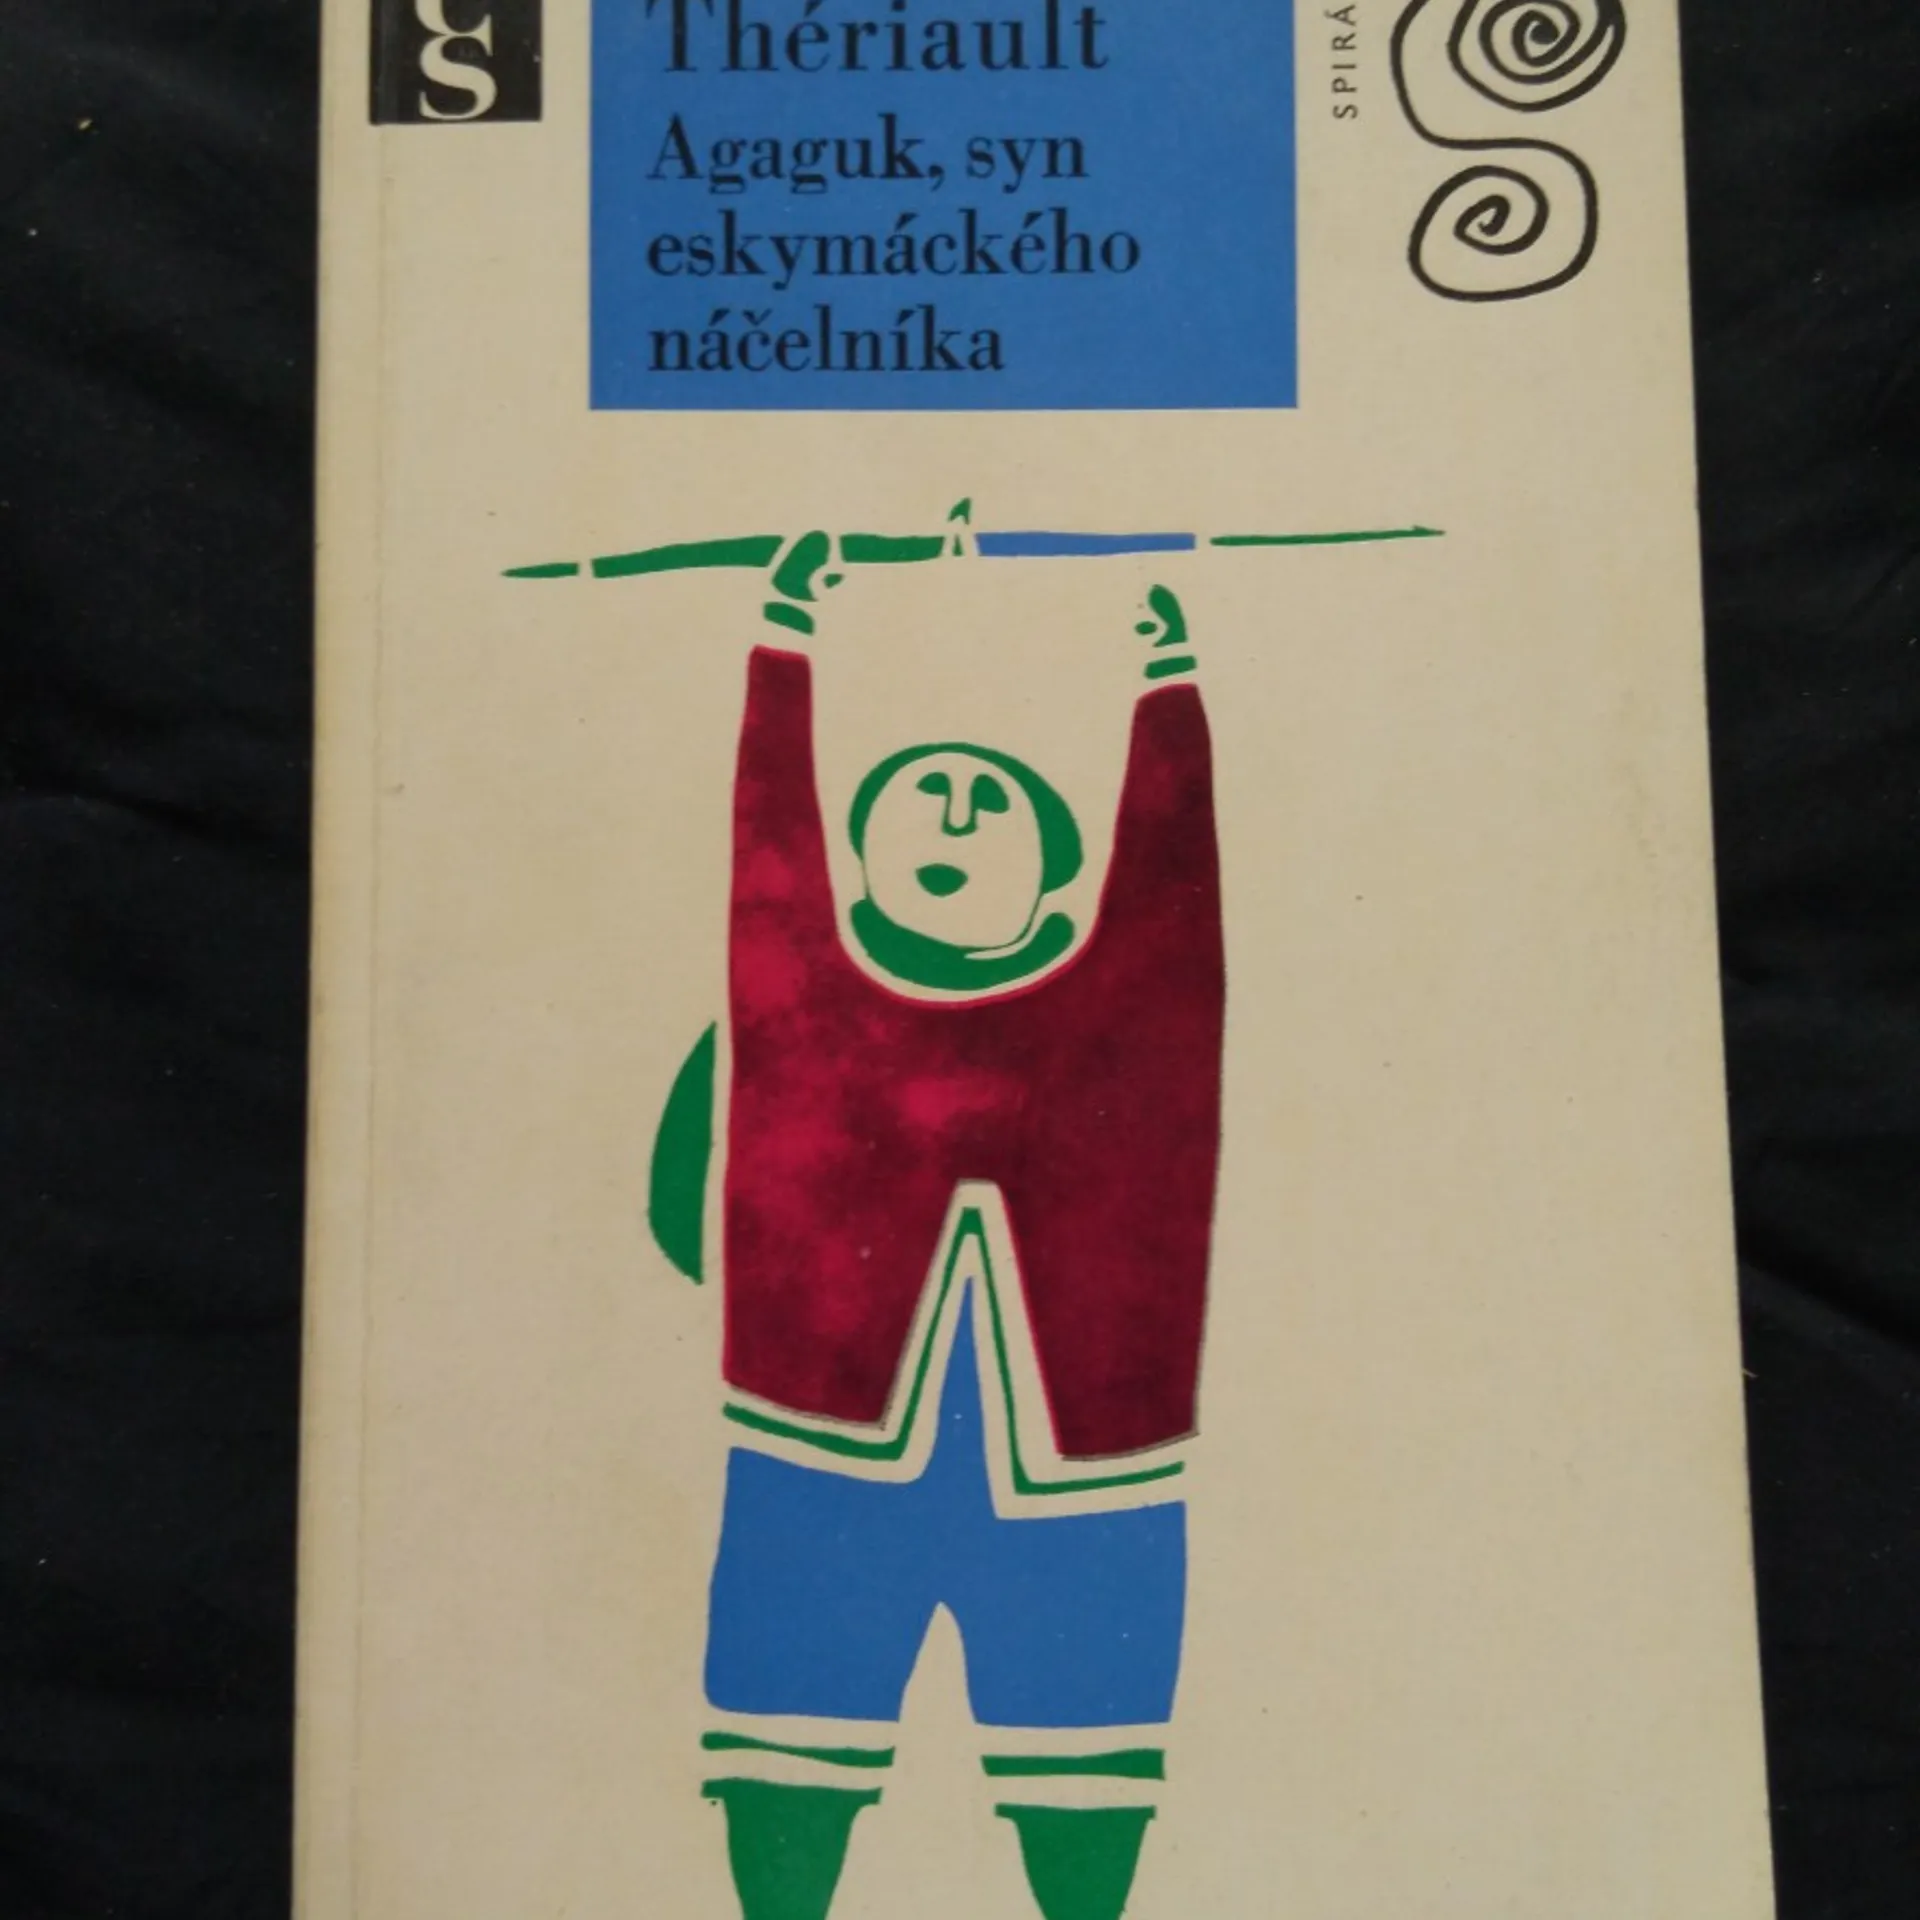 čs
Thériault
Agaguk, syn
eskymáckého
náčelníka
SPIRÁ